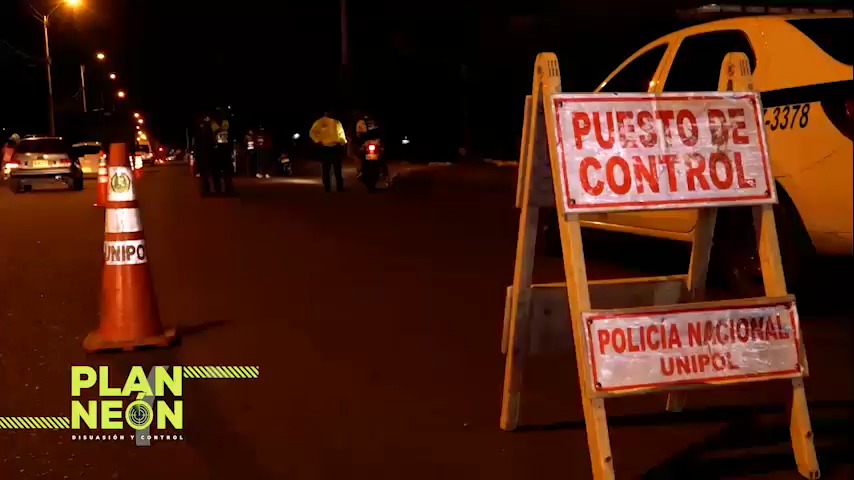 PUESTO DE
CONTROL
POLICÍA NACIONAL
UNIPOL
UNIPOL
-3378
PLAN
NEÓN
DISUASIÓN Y CONTROL